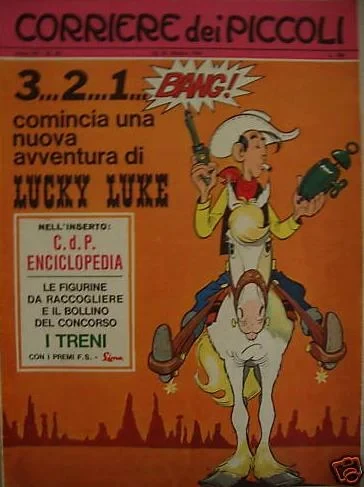 CORRIERE dei PICCOLI
3... 2... 1... BANG!
comincia una
nuova
avventura di
LUCKY LUKE
NELL'INSERTO:
C. d. P.
ENCICLOPEDIA
LE FIGURINE
DA RACCOGLIERE
E IL BOLLINO
DEL CONCORSO
I TRENI
CON I PREMI F.S. - Lima